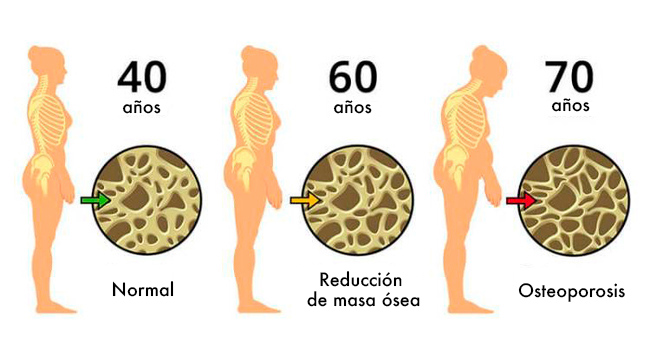 40
años
Normal
60
años
Reducción
de masa ósea
70
años
Osteoporosis